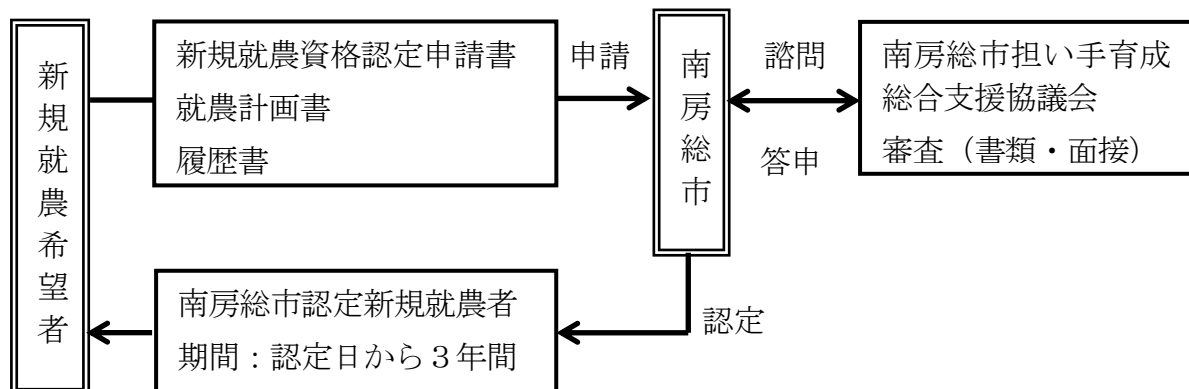 新規就農希望者
新規就農資格認定申請書
就農計画書
履歴書
申請
南房総市
諮問
答申
南房総市担い手育成
総合支援協議会
審査（書類・面接）
認定
南房総市認定新規就農者
期間：認定日から３年間